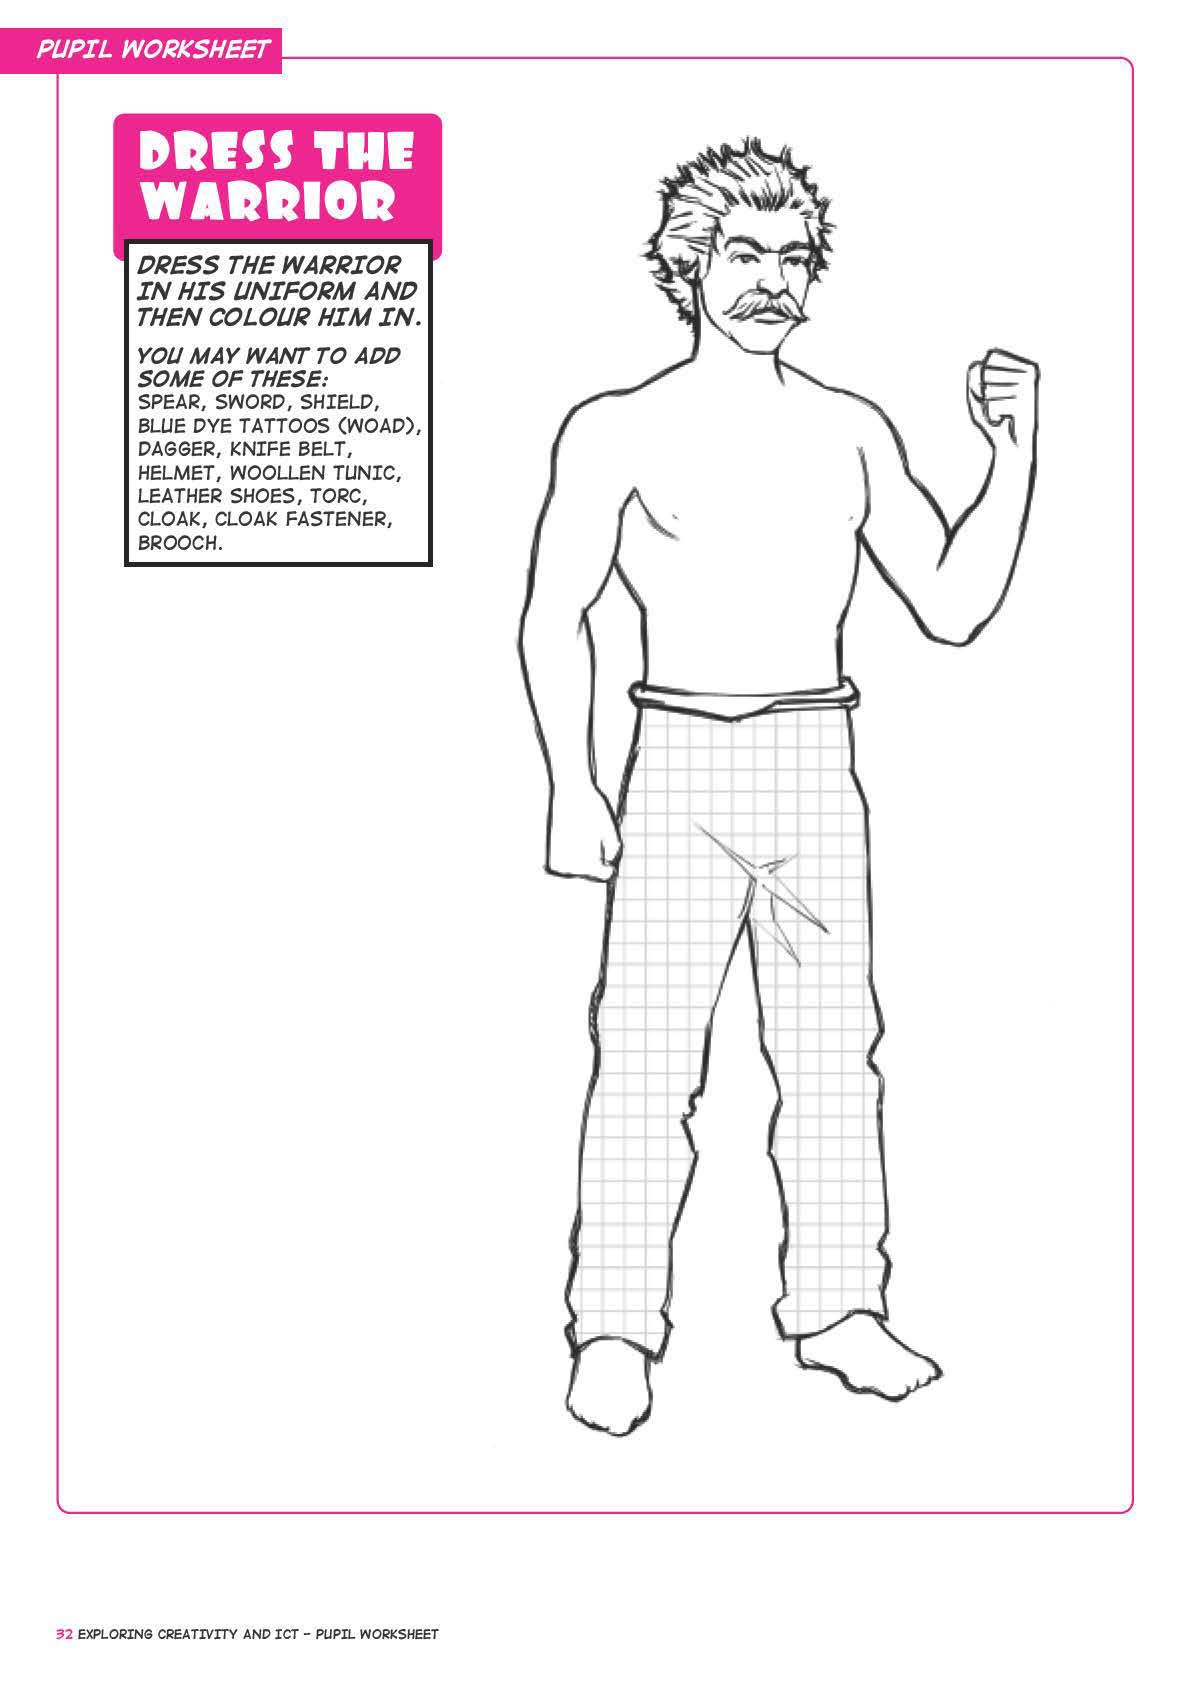 PUPIL WORKSHEET
DRESS THE
WARRIOR
DRESS THE WARRIOR
IN HIS UNIFORM AND
THEN COLOUR HIM IN.
YOU MAY WANT TO ADD
SOME OF THESE:
SPEAR, SWORD, SHIELD,
BLUE DYE TATTOOS (WOAD),
DAGGER, KNIFE BELT,
HELMET, WOOLLEN TUNIC,
LEATHER SHOES, TORC,
CLOAK, CLOAK FASTENER,
BROOCH.
32 EXPLORING CREATIVITY AND ICT – PUPIL WORKSHEET